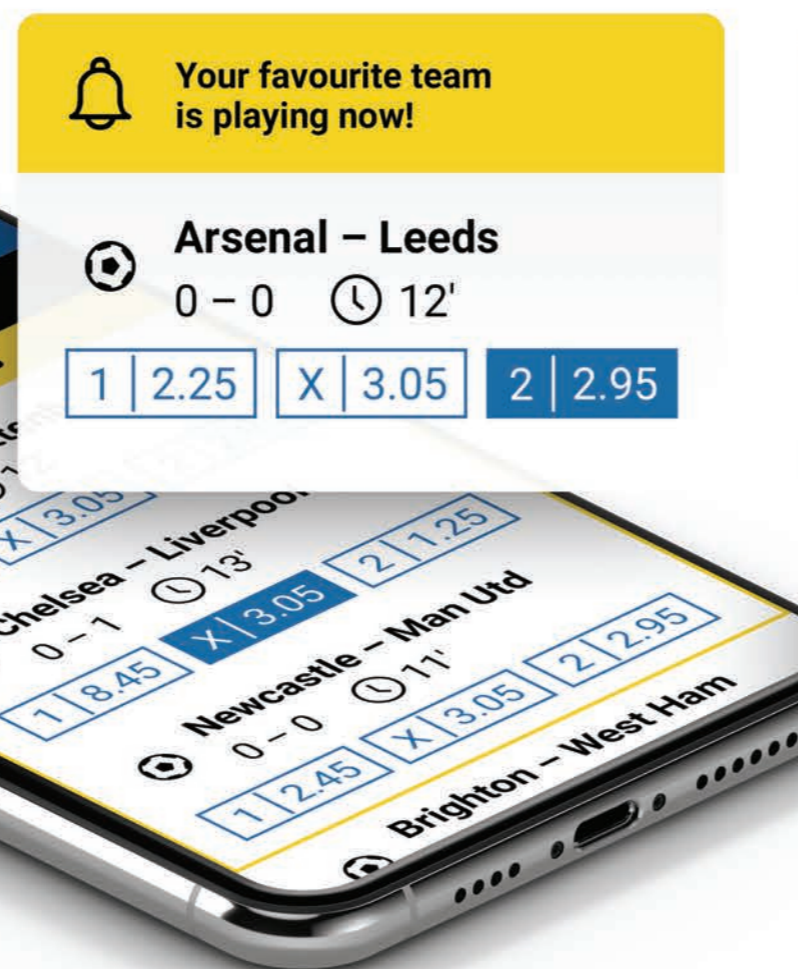 Your favourite team
is playing now!
Arsenal – Leeds
0 – 0 12'
1 | 2.25 X | 3.05 2 | 2.95
X | 3.05
Chelsea – Liverpool
0 – 1 13'
1 | 8.45 X | 3.05 2 | 1.25
Newcastle – Man Utd
0 – 0 11'
1 | 2.45 X | 3.05 2 | 2.95
Brighton – West Ham